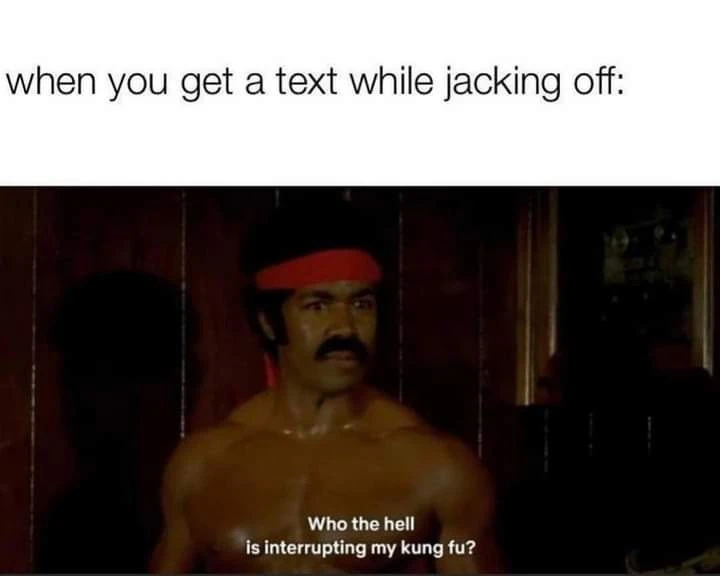 when you get a text while jacking off:
Who the hell
is interrupting my kung fu?